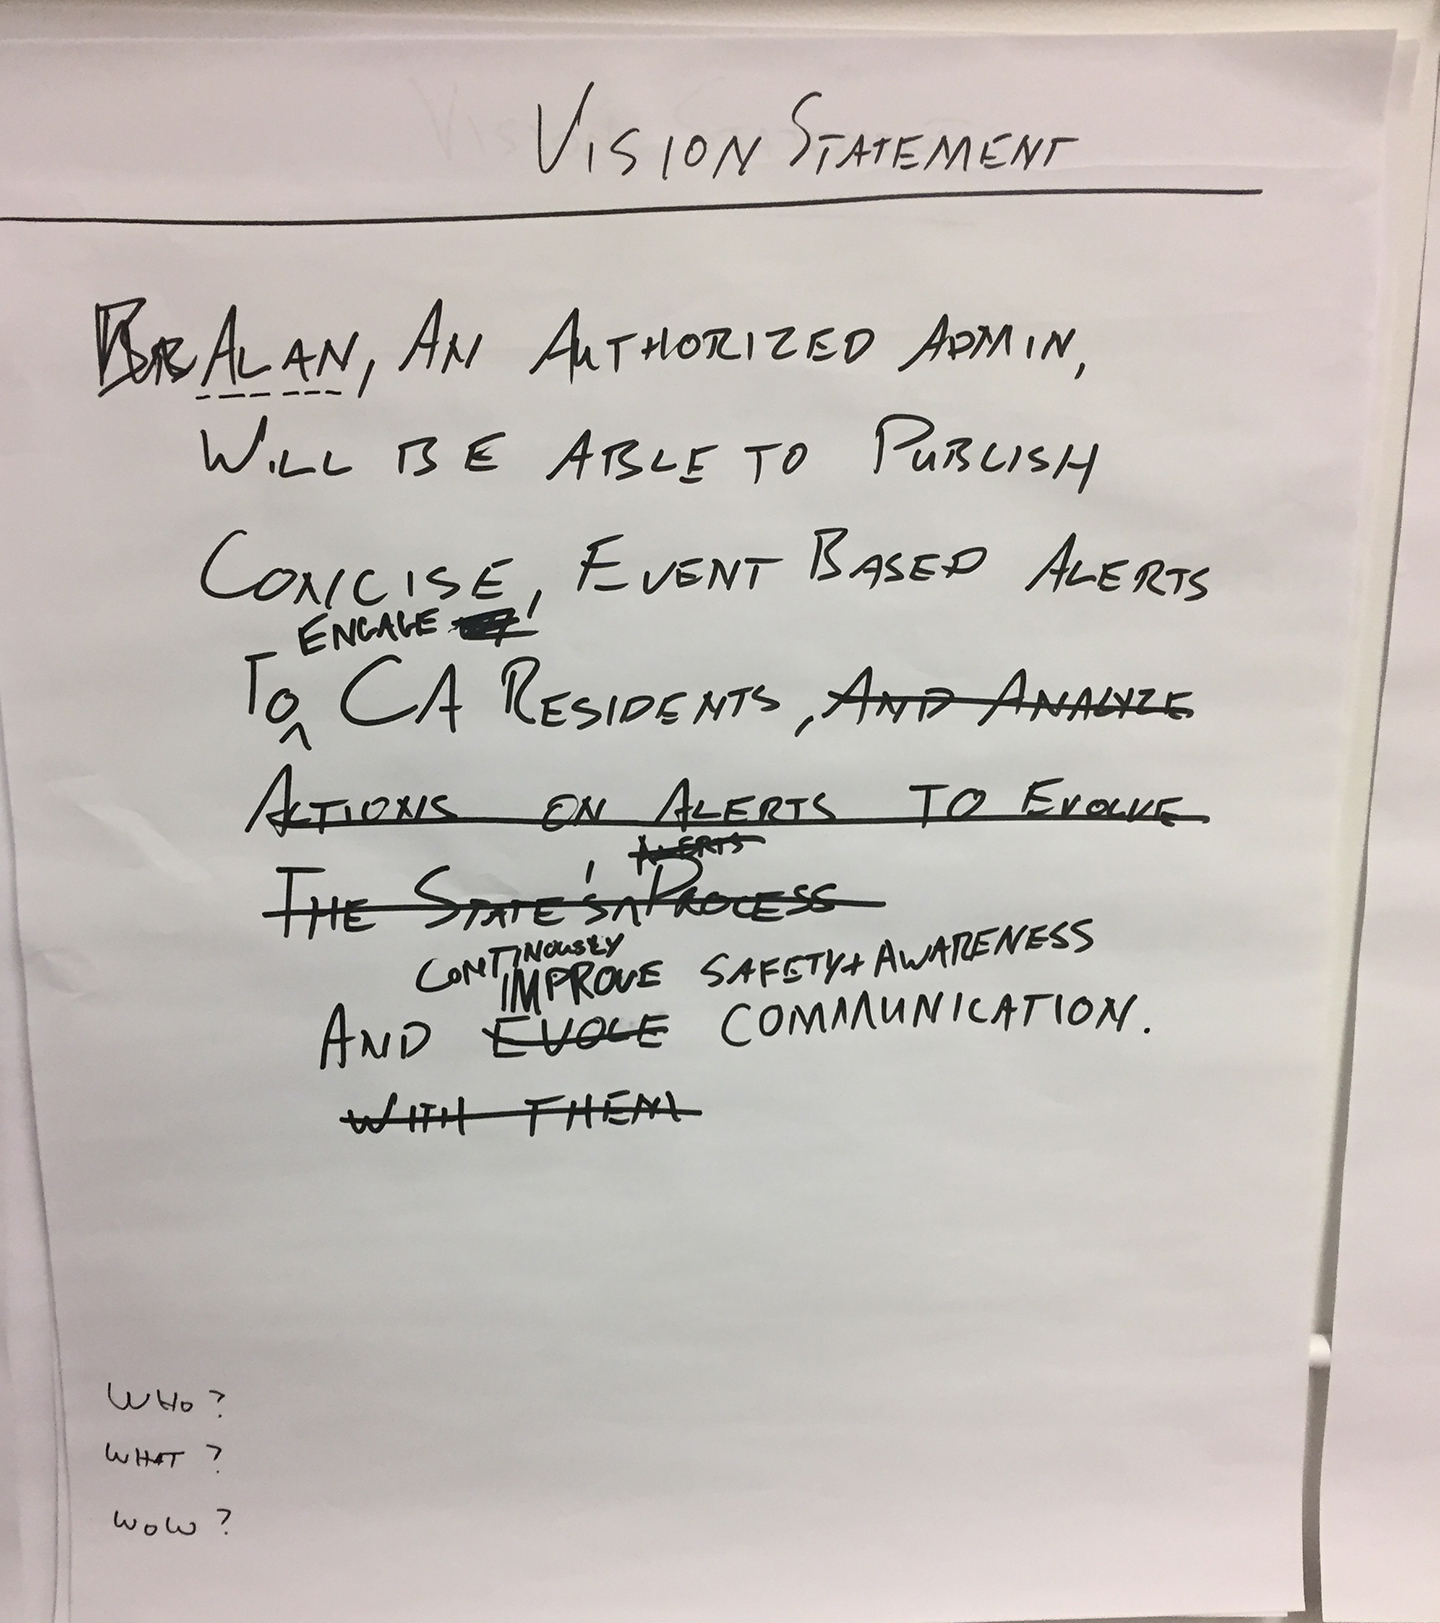 VISION STATEMENT
ALAN, AN AUTHORIZED ADMIN,
WILL BE ABLE TO PUBLISH
CONCISE, EVENT BASED ALERTS
ENGAGE
TO CA RESIDENTS, AND ANALYZE
ACTIONS ON ALERTS TO EVOLVE
ALERTS
THE STATE'S PROCESS
CONTINOUSLY
IMPROVE SAFETY + AWARENESS
AND EVOLE COMMUNICATION.
WITH THEM
WHO?
WHAT?
WOW?